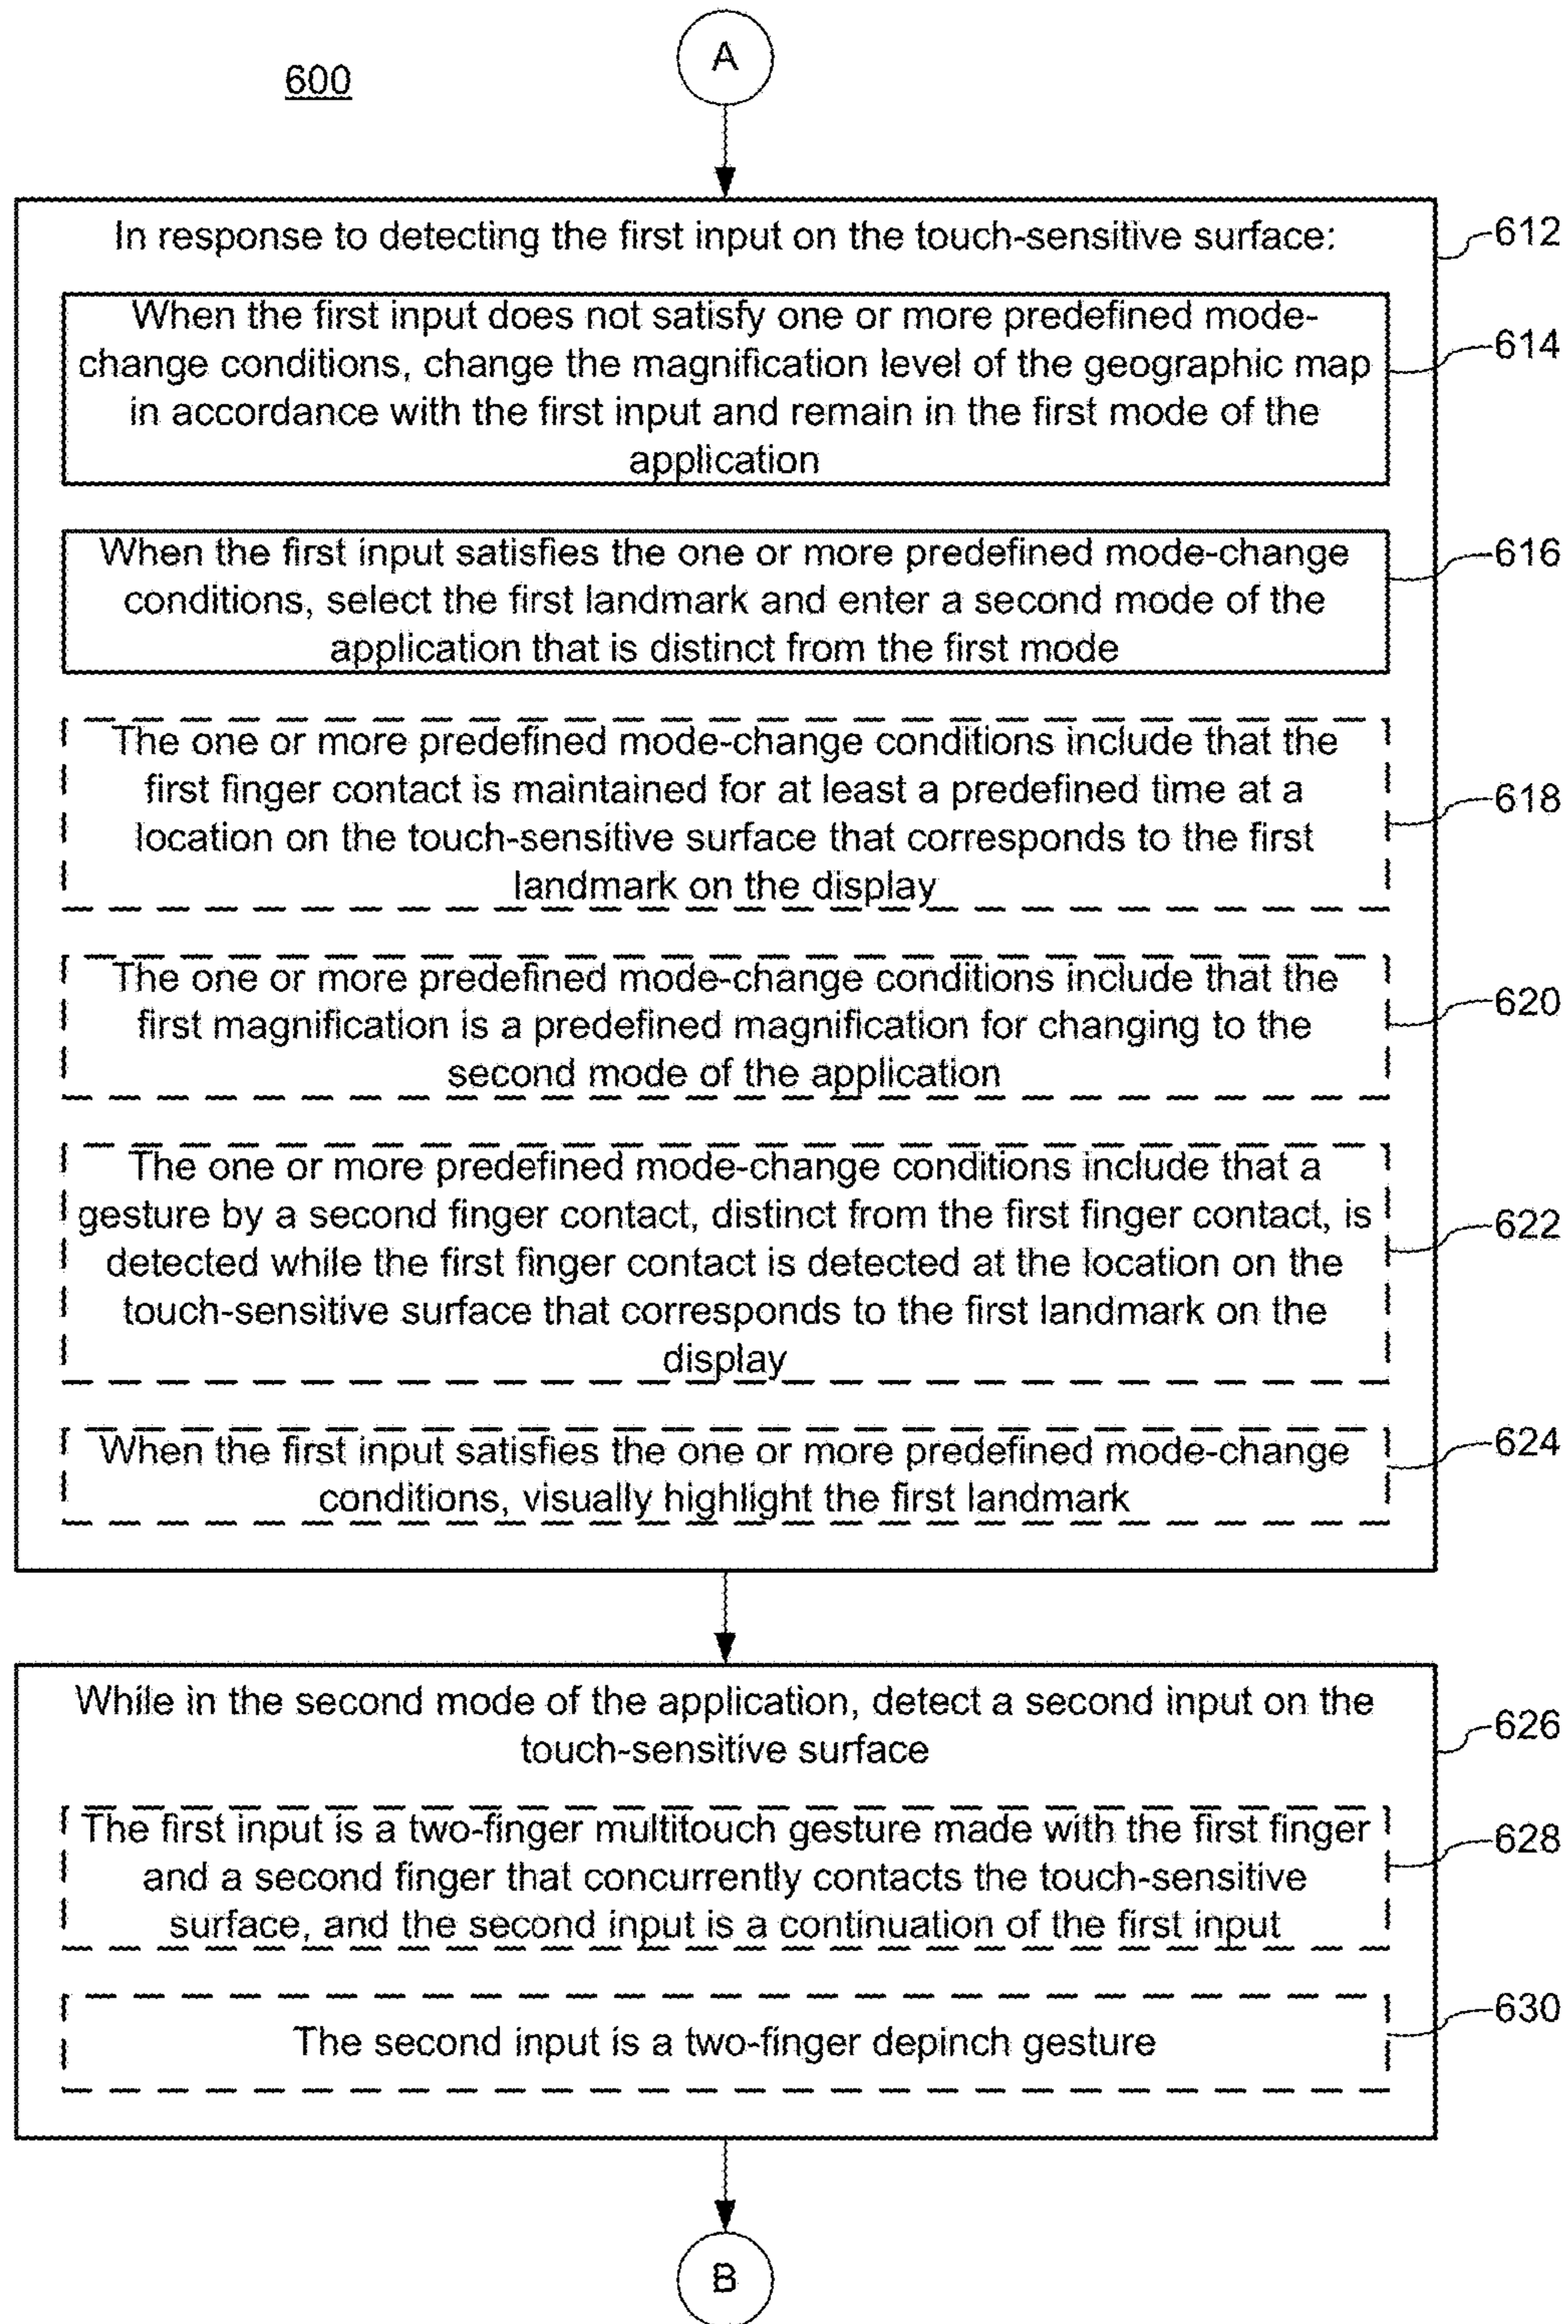 A
600
In response to detecting the first input on the touch-sensitive surface:
612
When the first input does not satisfy one or more predefined mode-
change conditions, change the magnification level of the geographic map
in accordance with the first input and remain in the first mode of the
application
614
When the first input satisfies the one or more predefined mode-change
conditions, select the first landmark and enter a second mode of the
application that is distinct from the first mode
616
The one or more predefined mode-change conditions include that the
first finger contact is maintained for at least a predefined time at a
location on the touch-sensitive surface that corresponds to the first
landmark on the display
618
The one or more predefined mode-change conditions include that the
first magnification is a predefined magnification for changing to the
second mode of the application
620
The one or more predefined mode-change conditions include that a
gesture by a second finger contact, distinct from the first finger contact, is
detected while the first finger contact is detected at the location on the
touch-sensitive surface that corresponds to the first landmark on the
display
622
When the first input satisfies the one or more predefined mode-change
conditions, visually highlight the first landmark
624
While in the second mode of the application, detect a second input on the
touch-sensitive surface
626
The first input is a two-finger multitouch gesture made with the first finger
and a second finger that concurrently contacts the touch-sensitive
surface, and the second input is a continuation of the first input
628
The second input is a two-finger depinch gesture
630
B